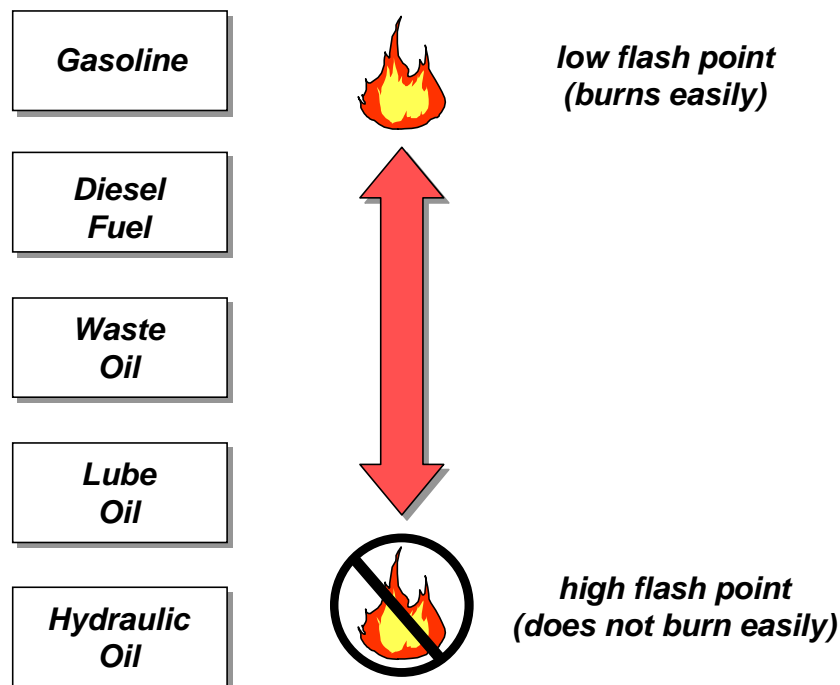 Gasoline
low flash point
(burns easily)
Diesel
Fuel
Waste
Oil
Lube
Oil
high flash point
(does not burn easily)
Hydraulic
Oil